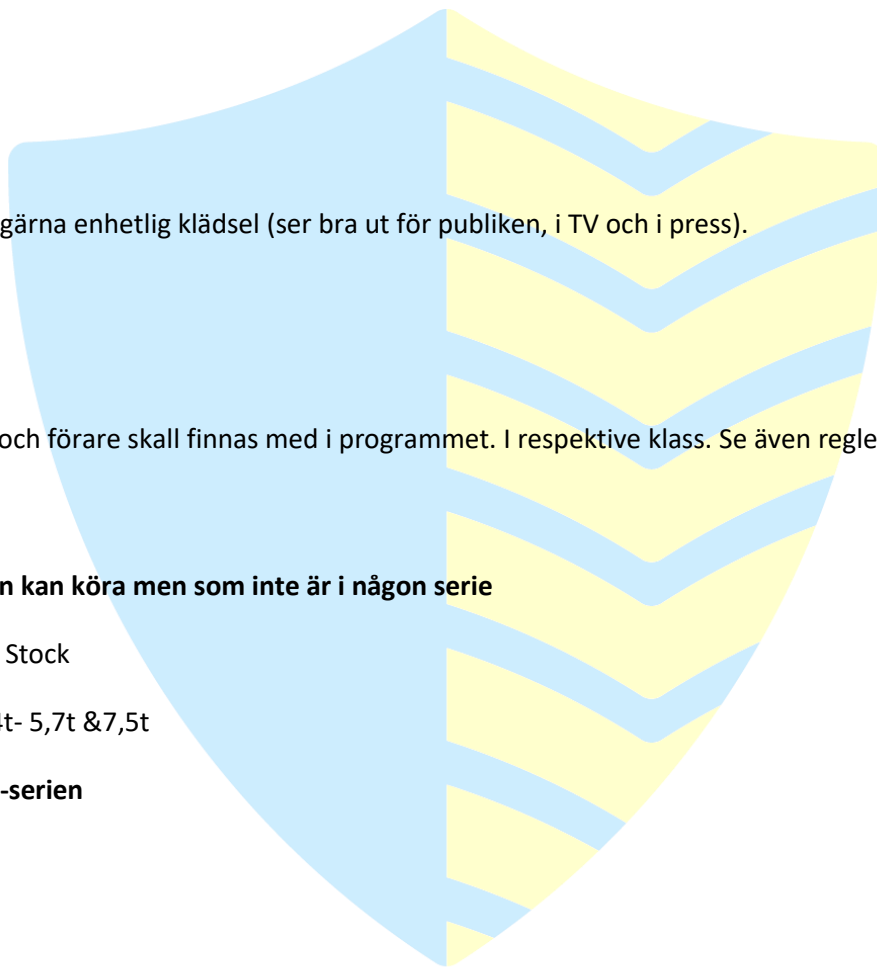 gärna enhetlig klädsel (ser bra ut för publiken, i TV och i press).
och förare skall finnas med i programmet. I respektive klass. Se även regle
n kan köra men som inte är i någon serie
Stock
t- 5,7t &7,5t
-serien